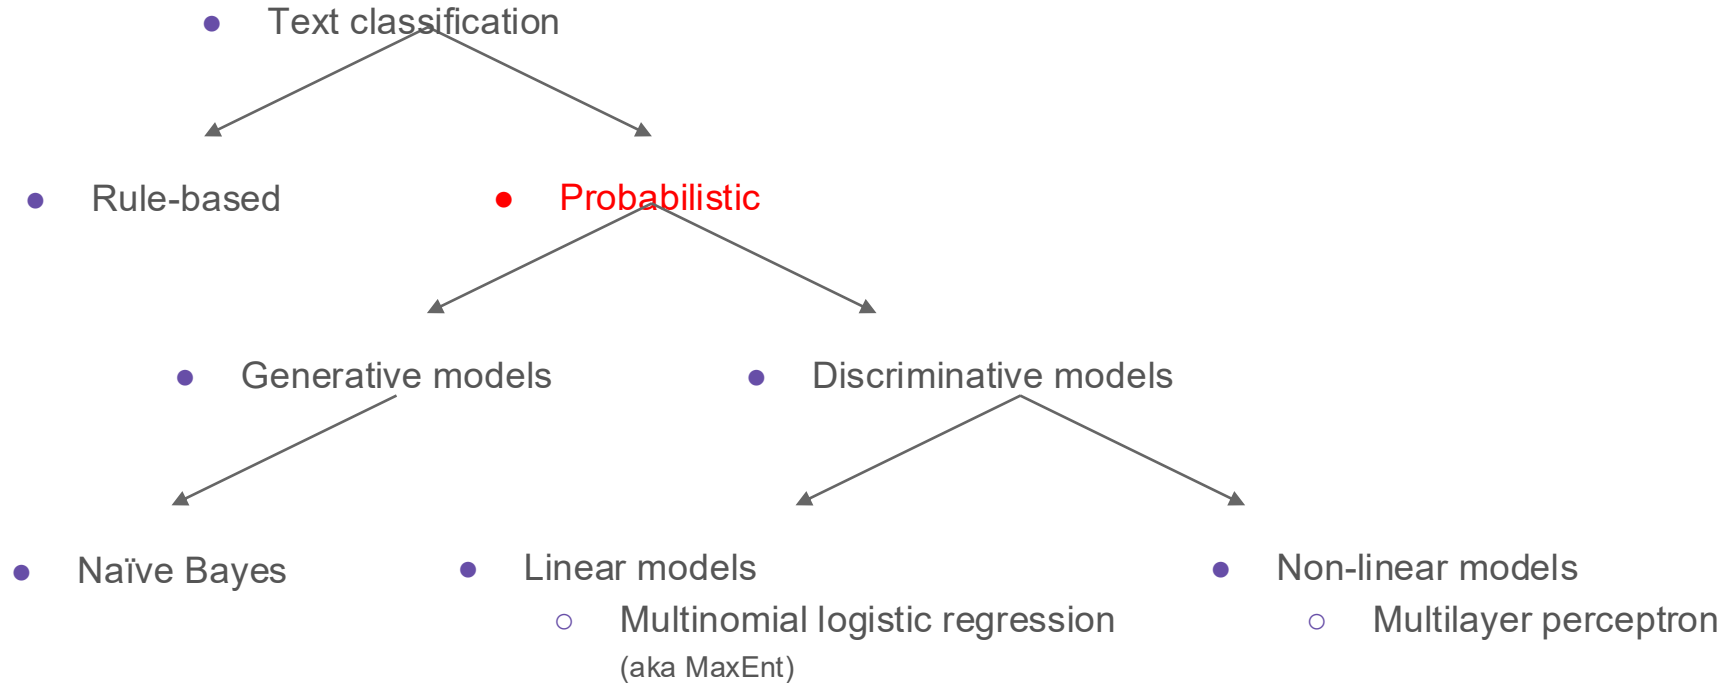 Text classification
Rule-based
Probabilistic
Generative models
Discriminative models
Naïve Bayes
Linear models
Non-linear models
Multinomial logistic regression
Multilayer perceptron
(aka MaxEnt)